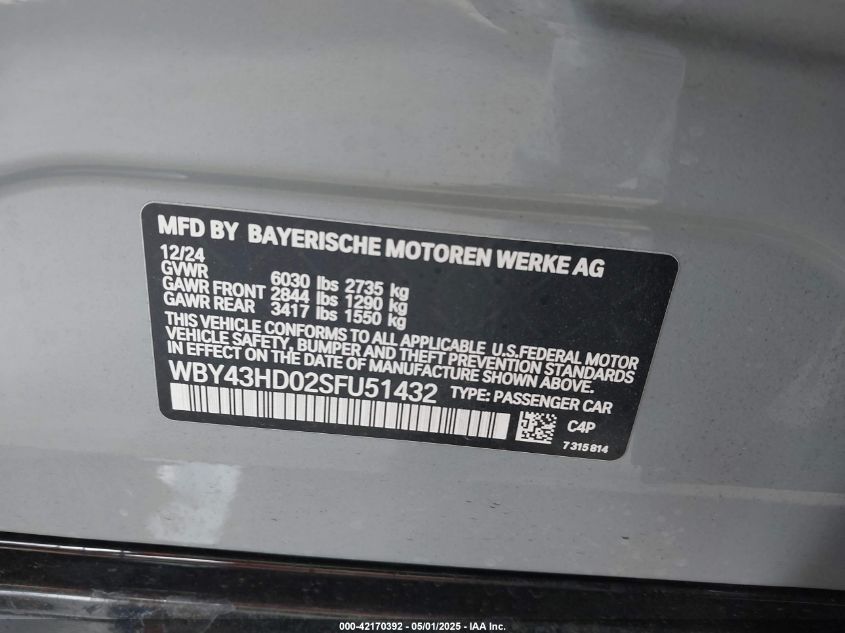 MFD BY BAYERISCHE MOTOREN WERKE AG
12/24
GVWR 6030 lbs 2735 kg
GAWR FRONT 2844 lbs 1290 kg
GAWR REAR 3417 lbs 1550 kg
THIS VEHICLE CONFORMS TO ALL APPLICABLE U.S.FEDERAL MOTOR
VEHICLE SAFETY, BUMPER AND THEFT PREVENTION STANDARDS
IN EFFECT ON THE DATE OF MANUFACTURE SHOWN ABOVE.
WBY43HD02SFU51432 TYPE: PASSENGER CAR
C4P
7315814
000-42170392 - 05/01/2025 - IAA Inc.